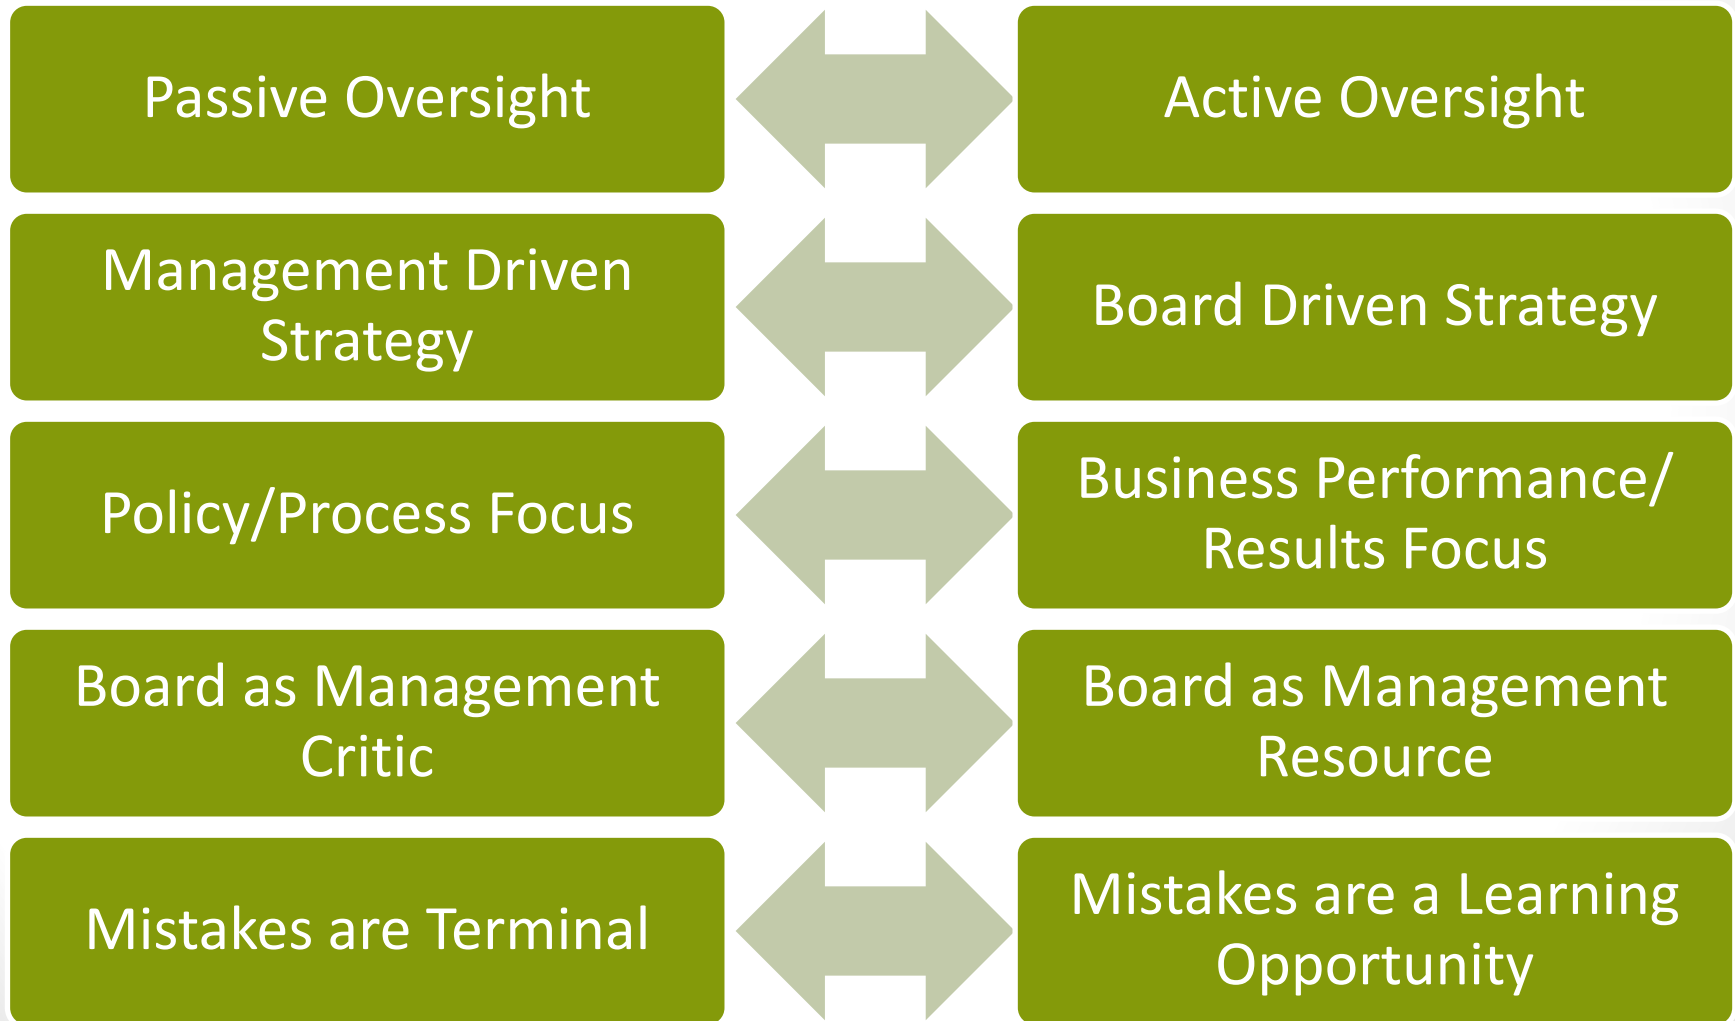 Passive Oversight
Active Oversight
Management Driven
Strategy
Board Driven Strategy
Policy/Process Focus
Business Performance/
Results Focus
Board as Management
Critic
Board as Management
Resource
Mistakes are Terminal
Mistakes are a Learning
Opportunity